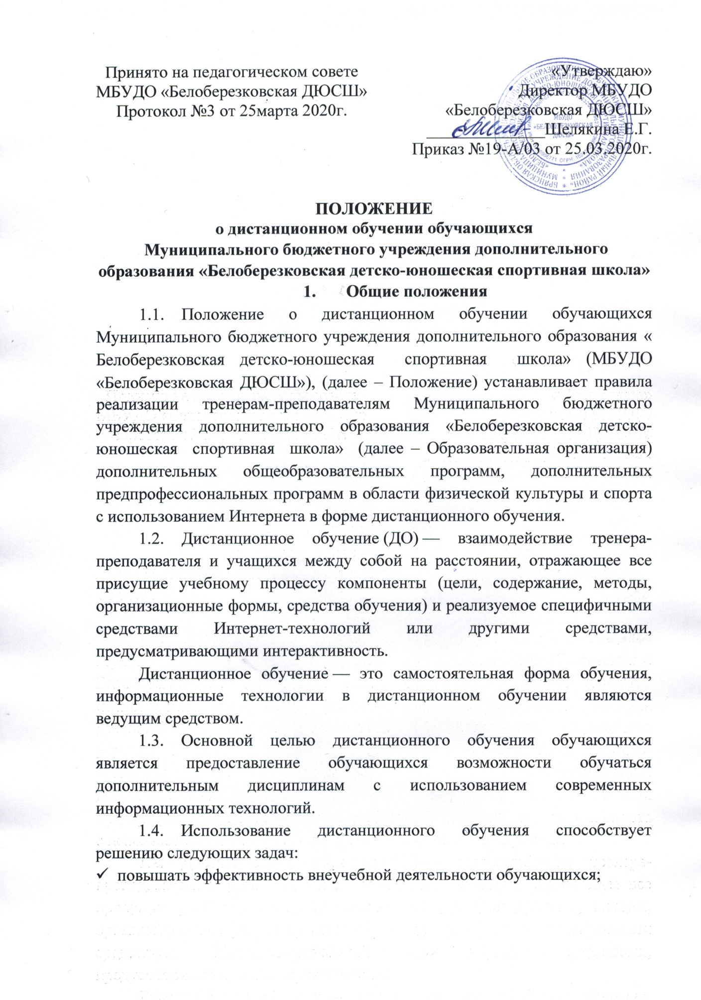 Принято на педагогическом совете
МБУДО «Белоберезковская ДЮСШ»
Протокол №3 от 25марта 2020г.
«Утверждаю»
Директор МБУДО
«Белоберезковская ДЮСШ»
Шелякина Е.Г.
Приказ №19-А/03 от 25.03.2020г.
МБУДО
«БЕЛОБЕРЕЗКОВСКАЯ
ДЮСШ»
ПОЛОЖЕНИЕ
о дистанционном обучении обучающихся
Муниципального бюджетного учреждения дополнительного
образования «Белоберезковская детско-юношеская спортивная школа»
1. Общие положения
1.1. Положение о дистанционном обучении обучающихся
Муниципального бюджетного учреждения дополнительного образования «
Белоберезковская детско-юношеская спортивная школа» (МБУДО
«Белоберезковская ДЮСШ»), (далее – Положение) устанавливает правила
реализации тренерам-преподавателям Муниципального бюджетного
учреждения дополнительного образования «Белоберезковская детско-
юношеская спортивная школа» (далее – Образовательная организация)
дополнительных общеобразовательных программ, дополнительных
предпрофессиональных программ в области физической культуры и спорта
с использованием Интернета в форме дистанционного обучения.
1.2. Дистанционное обучение (ДО) — взаимодействие тренера-
преподавателя и учащихся между собой на расстоянии, отражающее все
присущие учебному процессу компоненты (цели, содержание, методы,
организационные формы, средства обучения) и реализуемое специфичными
средствами Интернет-технологий или другими средствами,
предусматривающими интерактивность.
Дистанционное обучение — это самостоятельная форма обучения,
информационные технологии в дистанционном обучении являются
ведущим средством.
1.3. Основной целью дистанционного обучения обучающихся
является предоставление обучающихся возможности обучаться
дополнительным дисциплинам с использованием современных
информационных технологий.
1.4. Использование дистанционного обучения способствует
решению следующих задач:
✓ повышать эффективность внеучебной деятельности обучающихся;